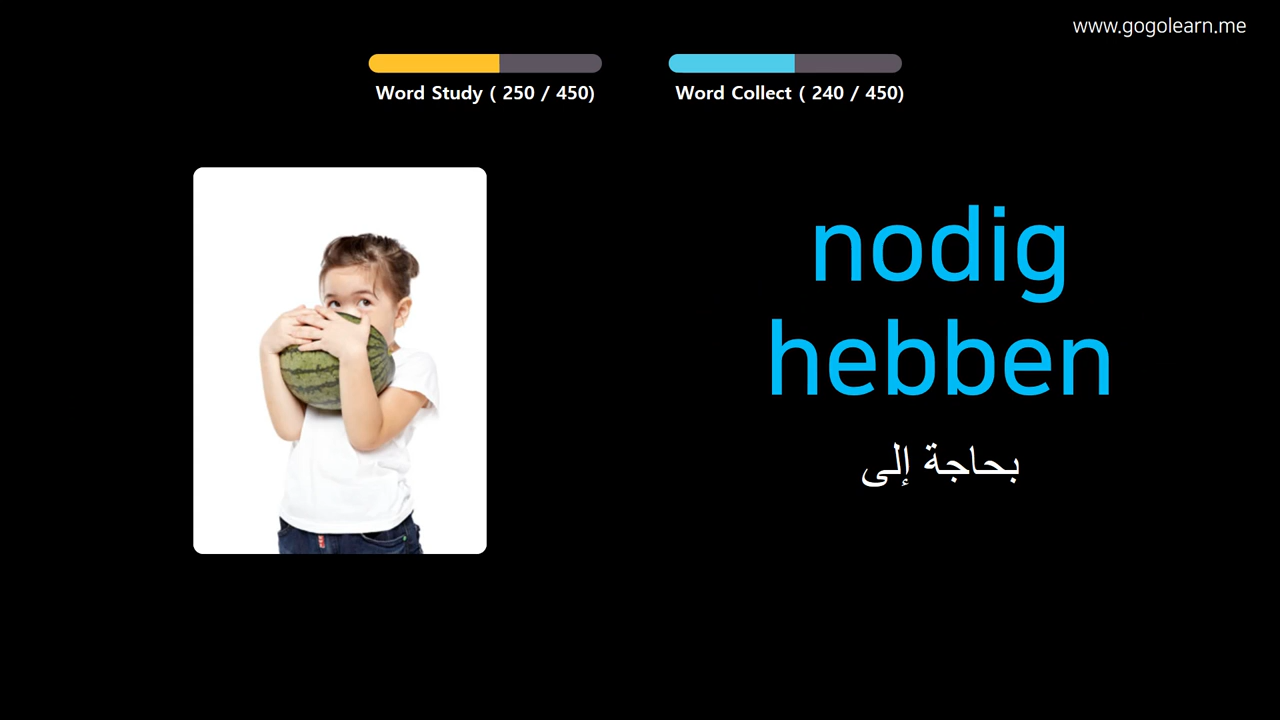 www.gogolearn.me
Word Study ( 250 / 450)
Word Collect ( 240 / 450)
nodig
hebben
بحاجة إلى